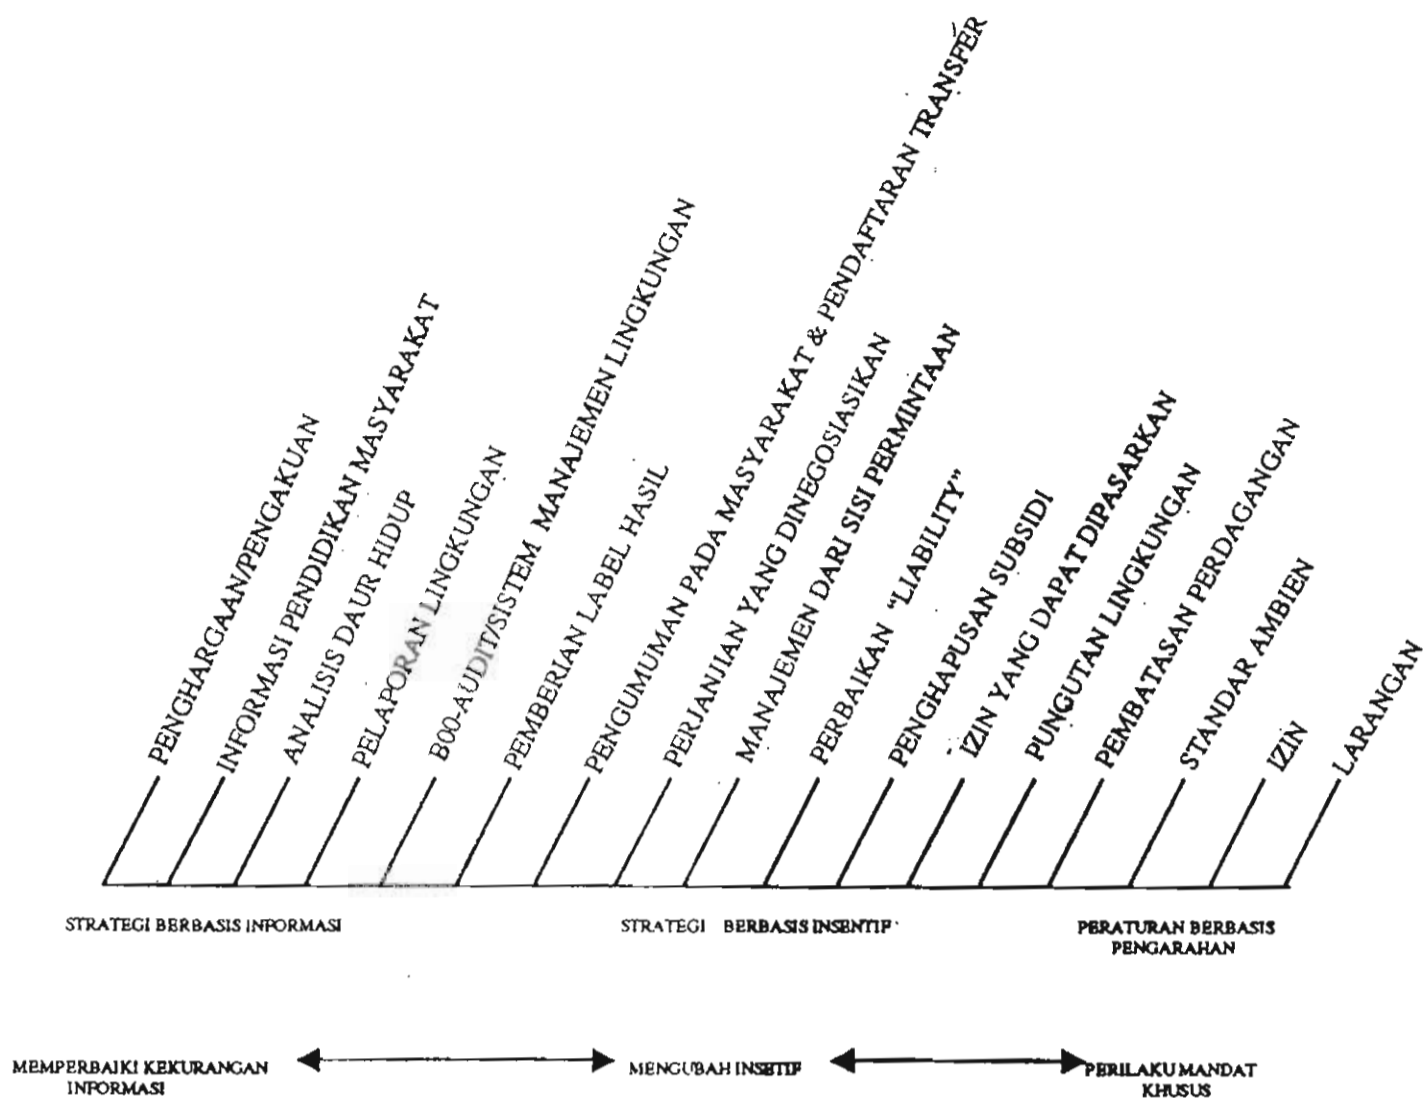 PENGHARGAAN/PENGAKUAN
INFORMASI PENDIDIKAN MASYARAKAT
ANALISIS DAUR HIDUP
PELAPORAN LINGKUNGAN
B00-AUDIT/SISTEM MANAJEMEN LINGKUNGAN
PEMBERIAN LABEL HASIL
PENGUMUMAN PADA MASYARAKAT & PENDAFTARAN TRANSFER
PERJANJIAN YANG DINEGOSIASIKAN
MANAJEMEN DARI SISI PERMINTAAN
PERBAIKAN "LIABILITY"
PENGHAPUSAN SUBSIDI
IZIN YANG DAPAT DIPASARKAN
PUNGUTAN LINGKUNGAN
PEMBATASAN PERDAGANGAN
STANDAR AMBIEN
IZIN
LARANGAN
STRATEGI BERBASIS INFORMASI
STRATEGI BERBASIS INSENTIF
PERATURAN BERBASIS
PENGARAHAN
MEMPERBAIKI KEKURANGAN
INFORMASI
MENGUBAH INSETIF
PERILAKU MANDAT
KHUSUS